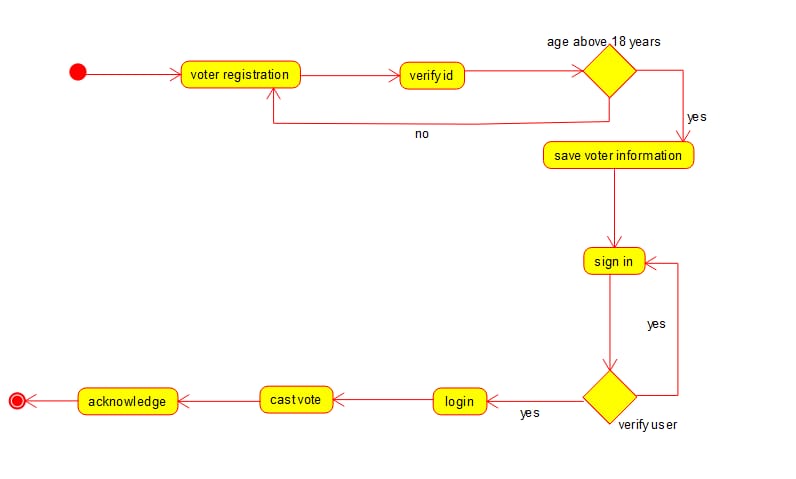 age above 18 years
voter registration
verify id
yes
no
save voter information
sign in
yes
acknowledge
cast vote
login
yes
verify user